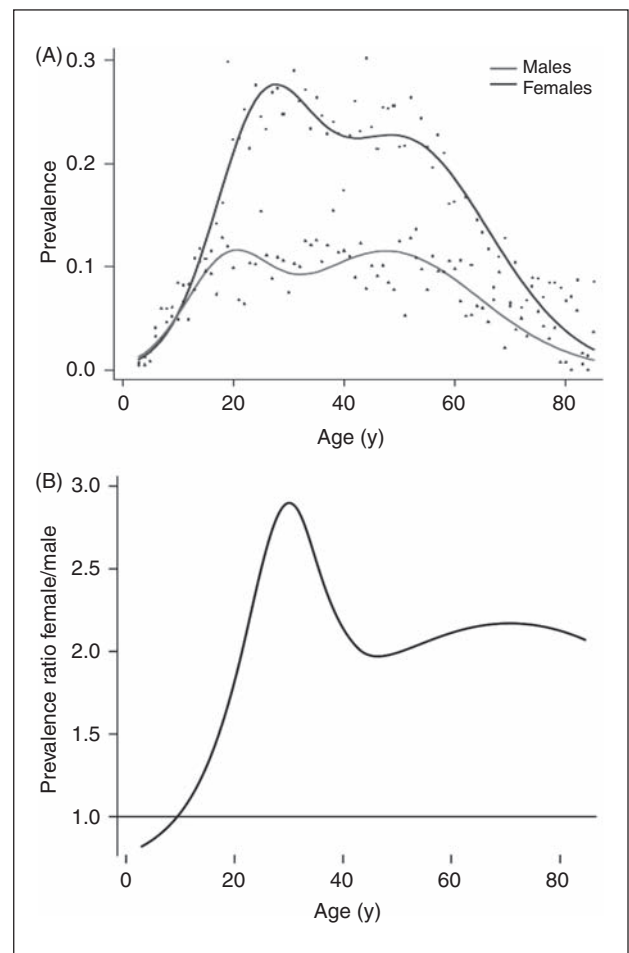 (A)
0.3
0.2
0.1
0.0
Prevalence
Males
Females
0 20 40 60 80
Age (y)
(B)
3.0
2.5
2.0
1.5
1.0
Prevalence ratio female/male
0 20 40 60 80
Age (y)